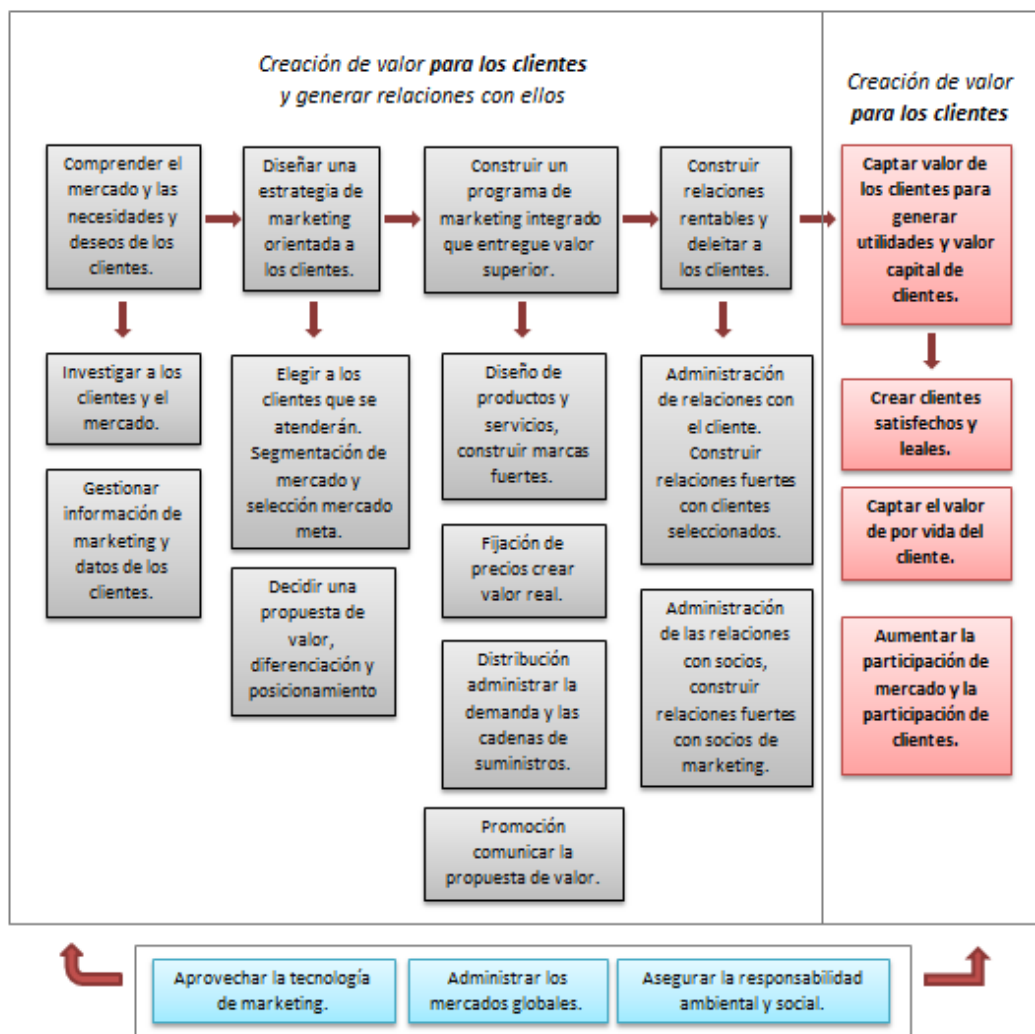 Creación de valor para los clientes
y generar relaciones con ellos
Creación de valor
para los clientes
Comprender el
mercado y las
necesidades y
deseos de los
clientes.
Diseñar una
estrategia de
marketing
orientada a
los clientes.
Construir un
programa de
marketing integrado
que entregue valor
superior.
Construir
relaciones
rentables y
deleitar a
los clientes.
Captar valor de
los clientes para
generar
utilidades y valor
capital de
clientes.
Investigar a los
clientes y el
mercado.
Gestionar
información de
marketing y
datos de los
clientes.
Elegir a los
clientes que se
atenderán.
Segmentación de
mercado y
selección mercado
meta.
Decidir una
propuesta de
valor,
diferenciación y
posicionamiento
Diseño de
productos y
servicios,
construir marcas
fuertes.
Fijación de
precios crear
valor real.
Distribución
administrar la
demanda y las
cadenas de
suministros.
Promoción
comunicar la
propuesta de valor.
Administración
de relaciones con
el cliente.
Construir
relaciones fuertes
con clientes
seleccionados.
Administración
de las relaciones
con socios,
construir
relaciones fuertes
con socios de
marketing.
Crear clientes
satisfechos y
leales.
Captar el valor
de por vida del
cliente.
Aumentar la
participación de
mercado y la
participación de
clientes.
Aprovechar la tecnología
de marketing.
Administrar los
mercados globales.
Asegurar la responsabilidad
ambiental y social.